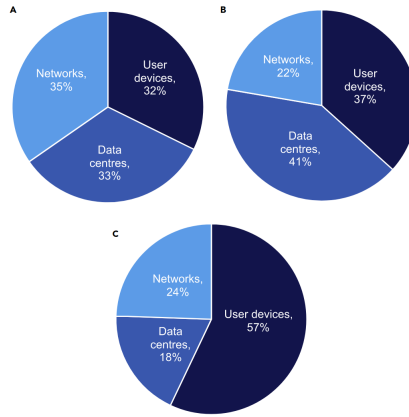 A
Networks,
35%
User
devices,
32%
Data
centres,
33%
B
Networks,
22%
User
devices,
37%
Data
centres,
41%
C
Networks,
24%
User devices,
57%
Data
centres,
18%